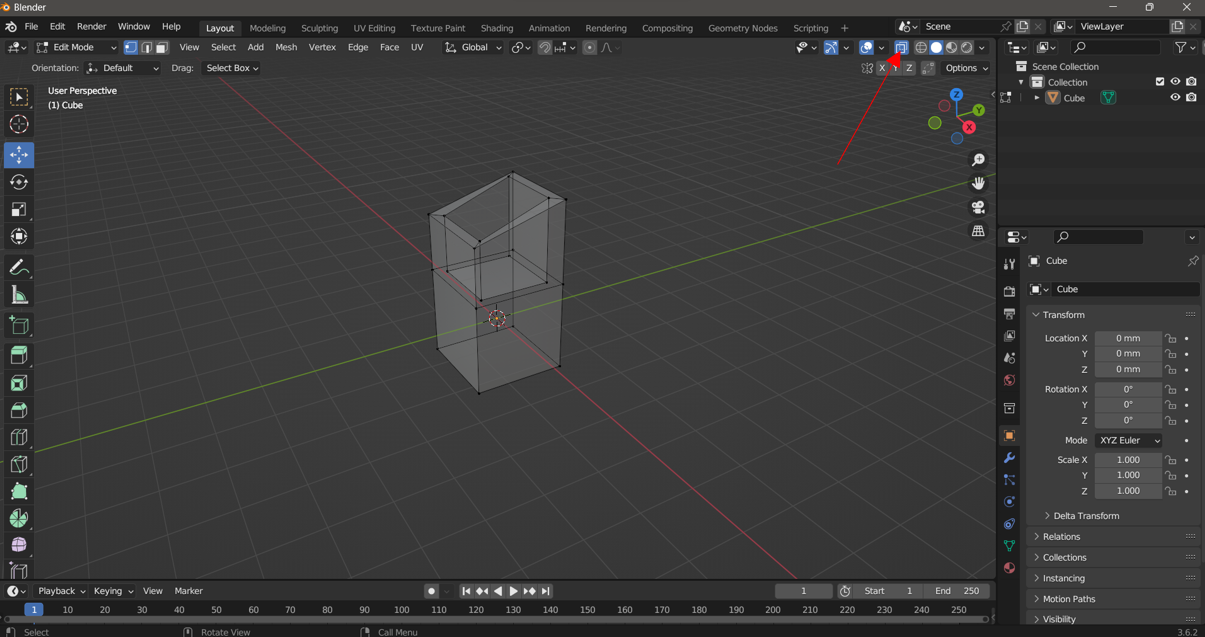 Blender
File Edit Render Window Help Layout Modeling Sculpting UV Editing Texture Paint Shading Animation Rendering Compositing Geometry Nodes Scripting + Scene ViewLayer
Edit Mode View Select Add Mesh Vertex Edge Face UV Global
Orientation: Default Drag: Select Box X Y Z Options
User Perspective
(1) Cube
Z
Y
X
Scene Collection
Collection
Cube
Cube
Cube
Transform
Location X 0 mm
Y 0 mm
Z 0 mm
Rotation X 0°
Y 0°
Z 0°
Mode XYZ Euler
Scale X 1.000
Y 1.000
Z 1.000
Delta Transform
Relations
Collections
Instancing
Motion Paths
Visibility
Playback Keying View Marker 1 Start 1 End 250
1 10 20 30 40 50 60 70 80 90 100 110 120 130 140 150 160 170 180 190 200 210 220 230 240 250
Select Rotate View Call Menu 3.6.2